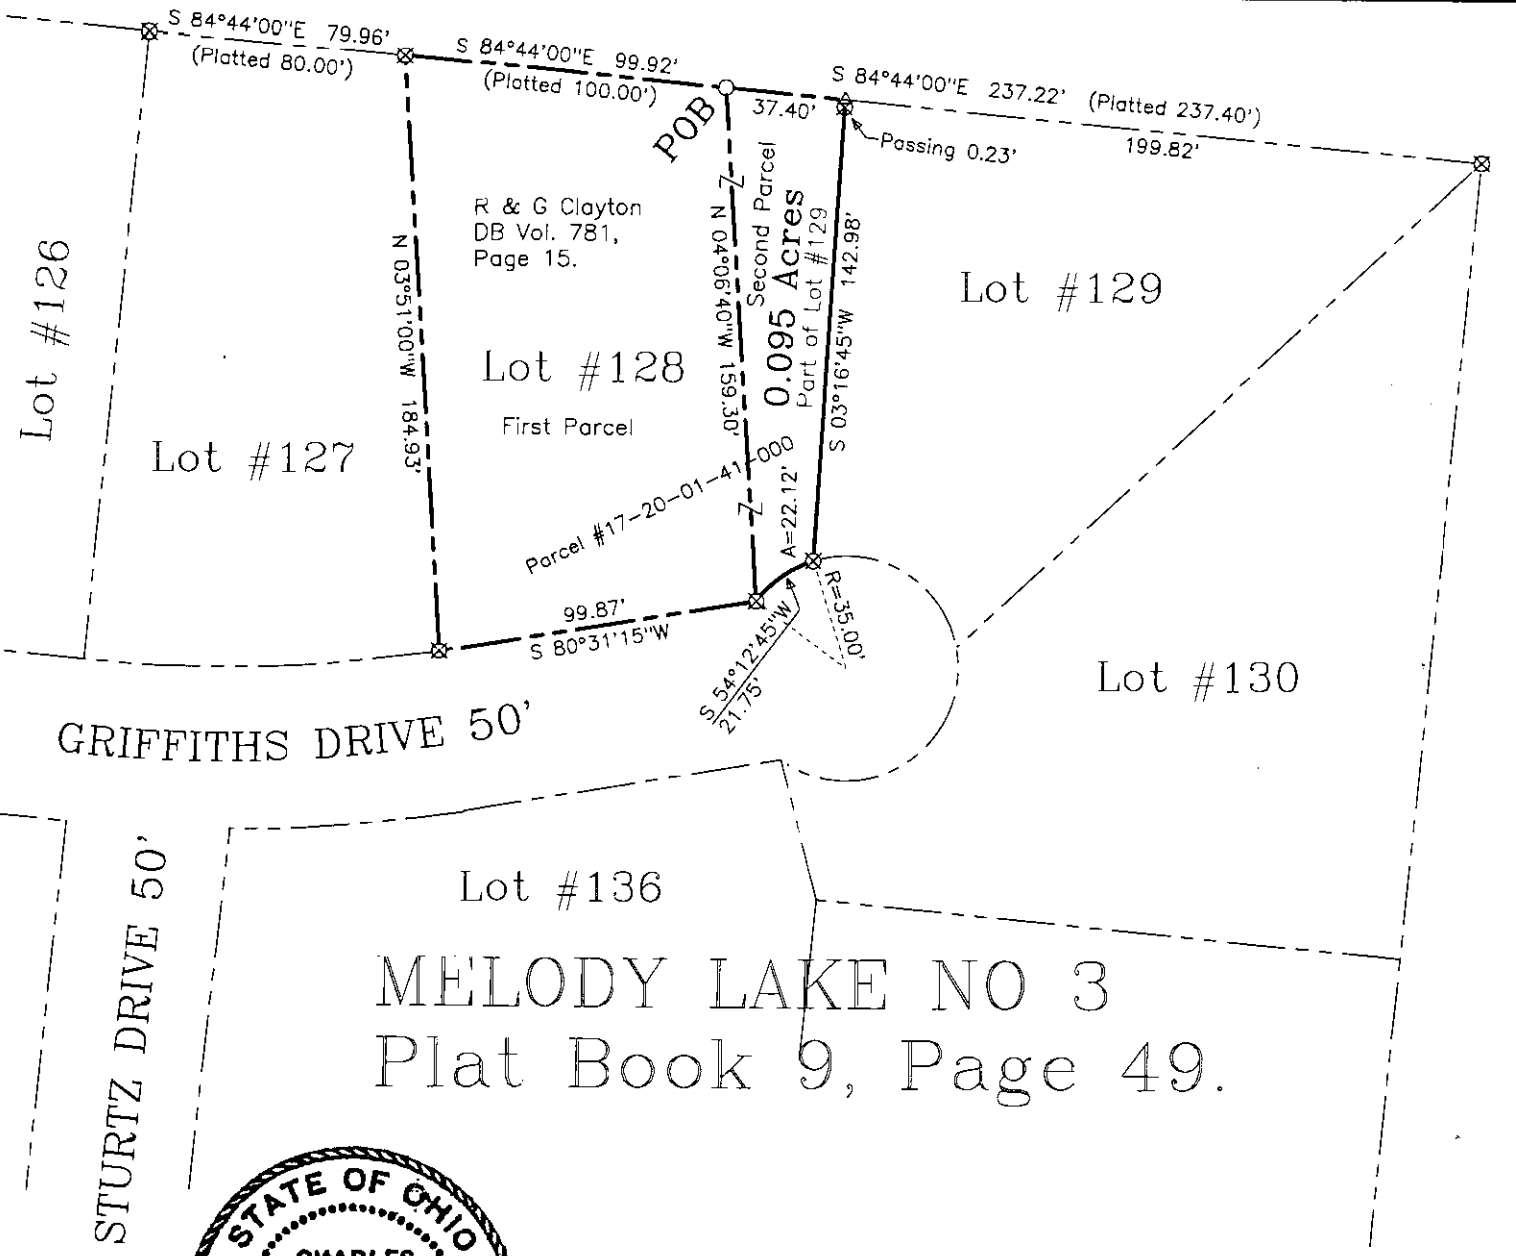 S 84°44'00"E 79.96'
(Platted 80.00')
S 84°44'00"E 99.92'
(Platted 100.00')
S 84°44'00"E 237.22' (Platted 237.40')
37.40'
199.82'
POB
Passing 0.23'
R & G Clayton
DB Vol. 781,
Page 15.
N 03°51'00"W 184.93'
N 04°06'40"W 159.30'
Second Parcel
0.095 Acres
Part of Lot #129
S 03°16'45"W 142.98'
Lot #126
Lot #127
Lot #128
First Parcel
Lot #129
Parcel #17-20-01-41-000
A=22.12'
R=35.00'
99.87'
S 80°31'15"W
S 54°12'45"W
21.75'
Lot #130
GRIFFITHS DRIVE 50'
STURTZ DRIVE 50'
Lot #136
MELODY LAKE NO 3
Plat Book 9, Page 49.
STATE OF OHIO
CHARLES